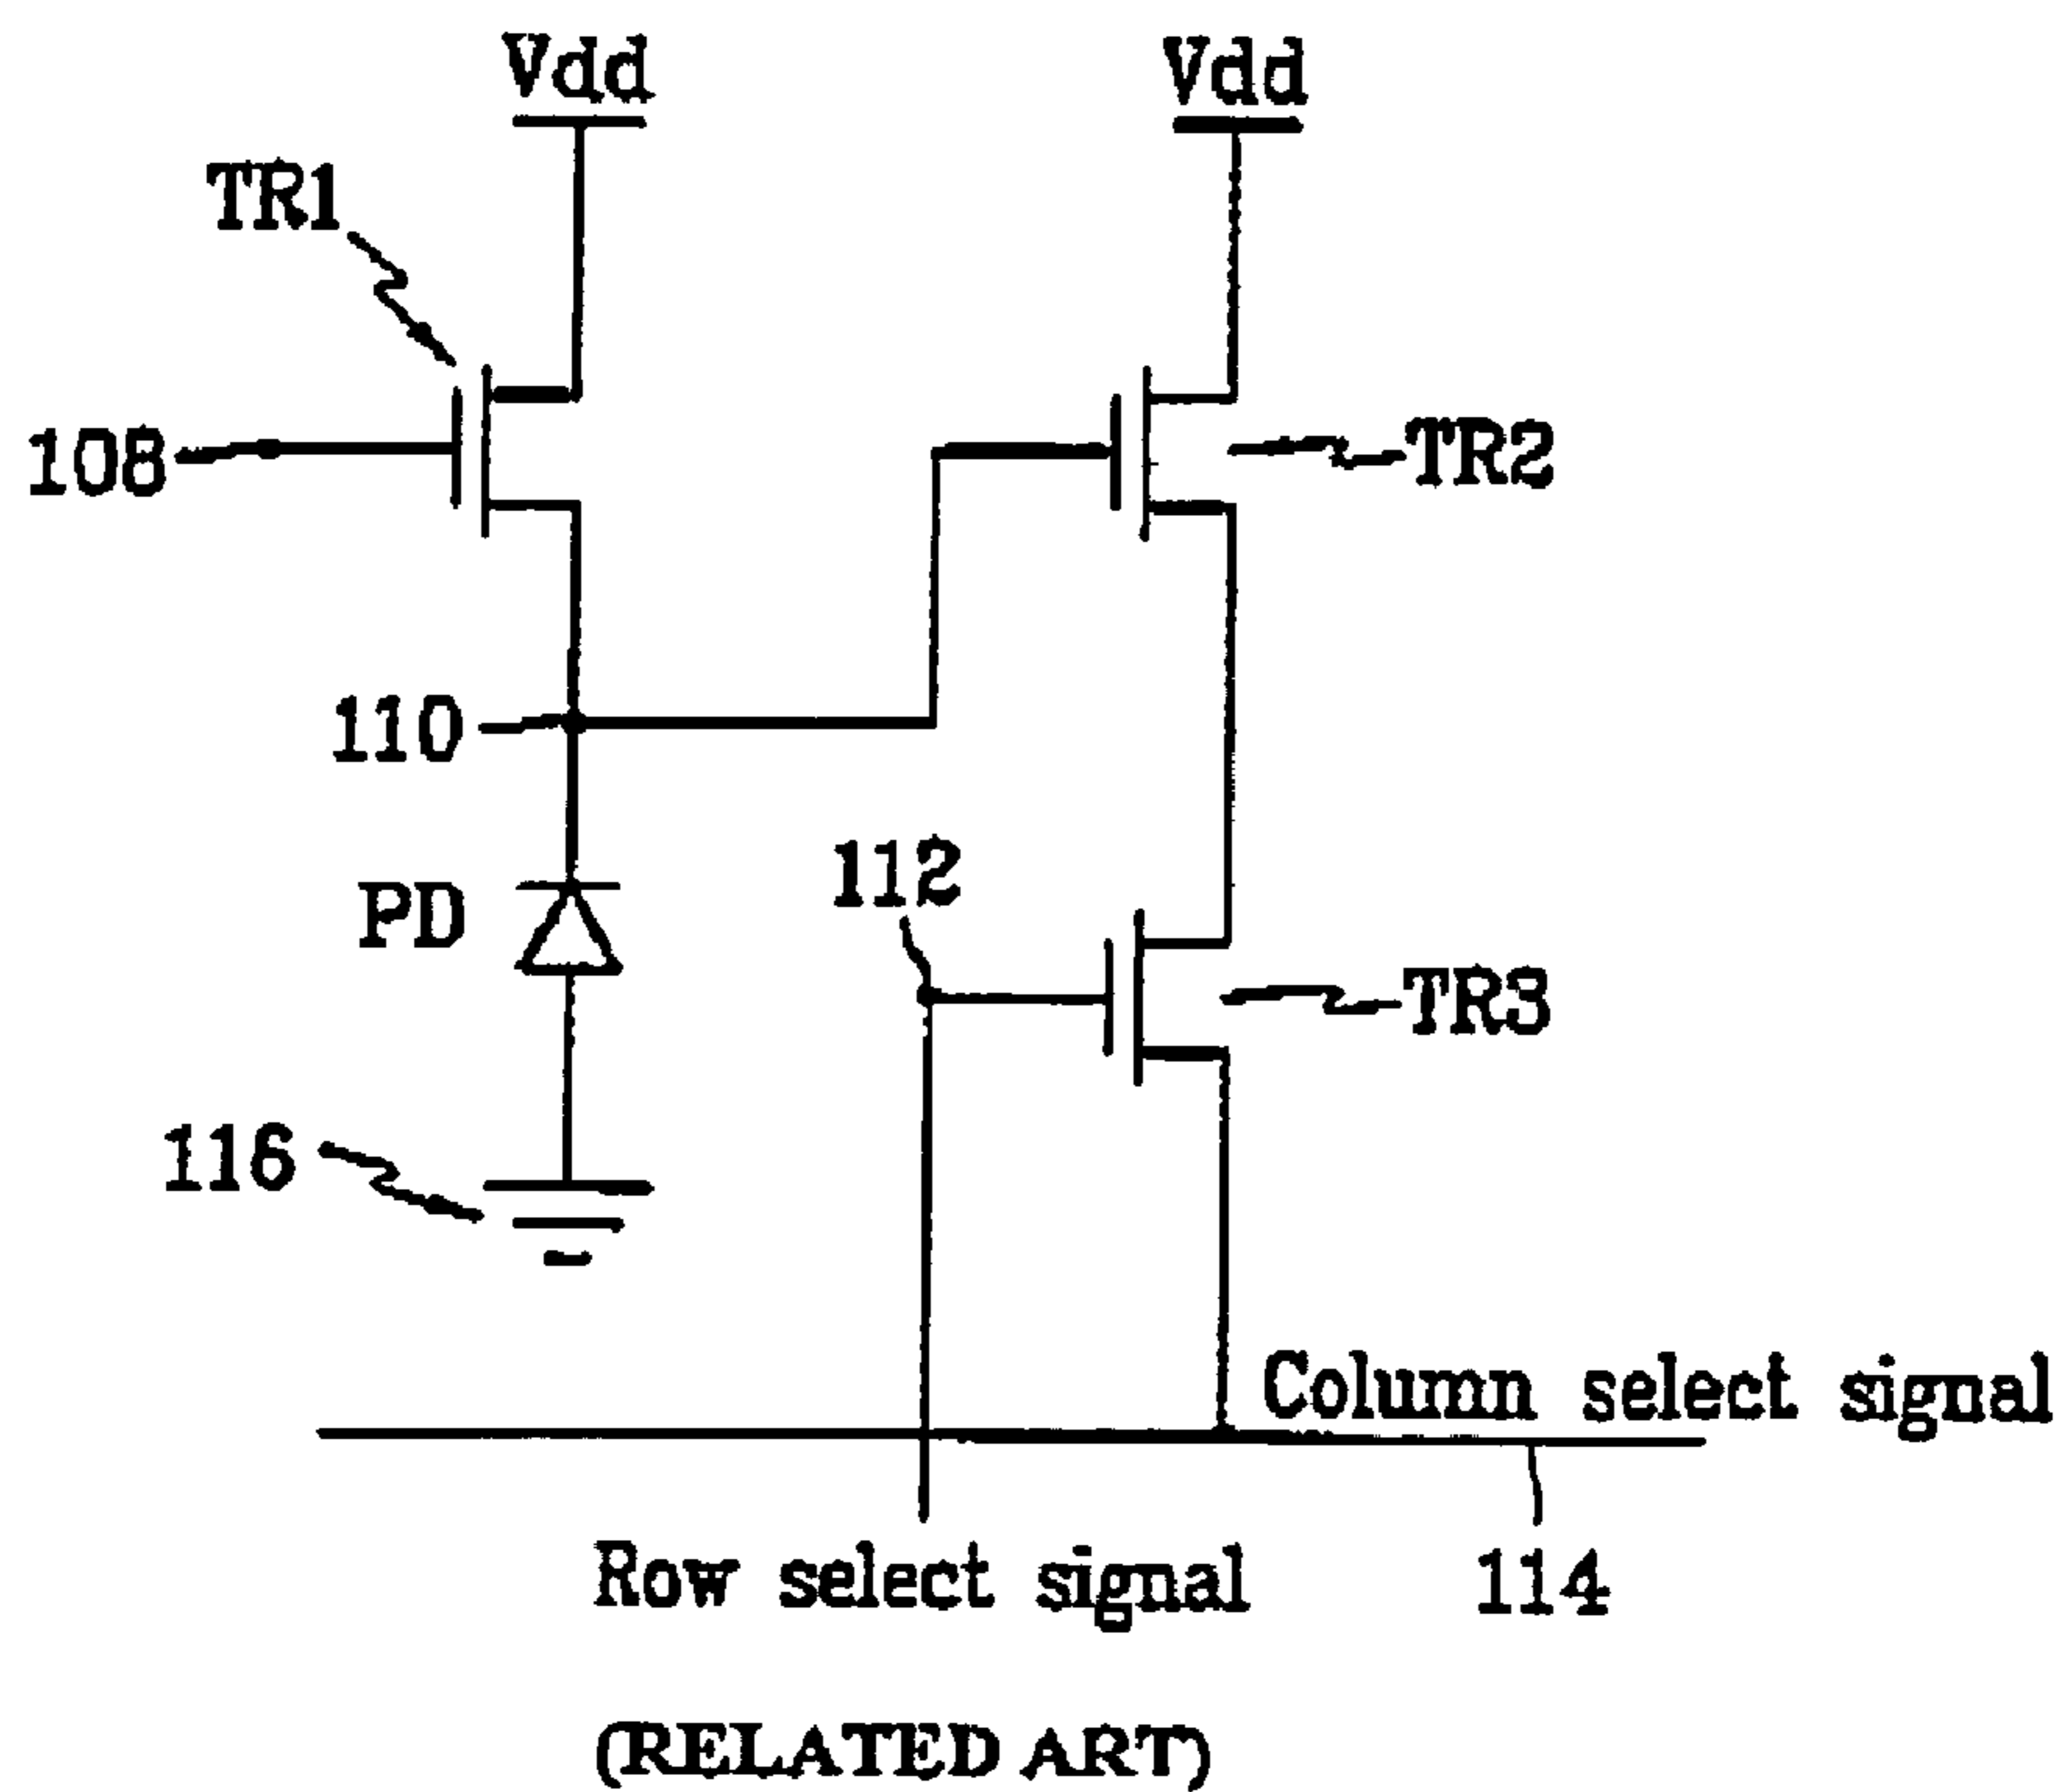 Vdd
Vdd
TR1
108
TR2
110
112
PD
TR3
116
Column select signal
Row select signal
114
(RELATED ART)